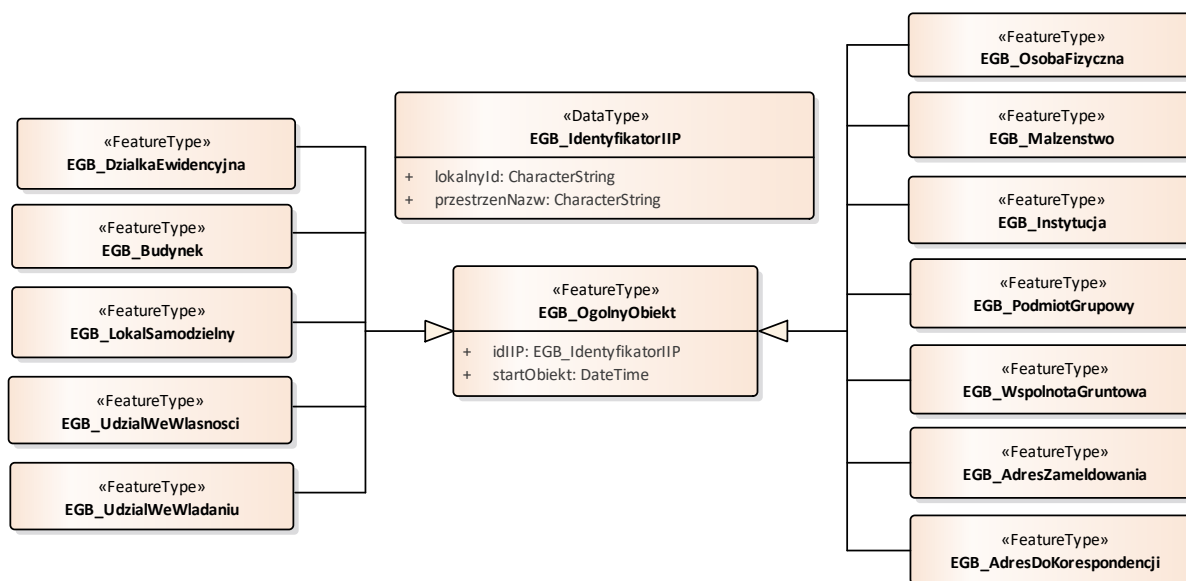 «FeatureType»
EGB_DzialkaEwidencyjna
«FeatureType»
EGB_Budynek
«FeatureType»
EGB_LokalSamodzielny
«FeatureType»
EGB_UdzialWeWlasnosci
«FeatureType»
EGB_UdzialWeWladaniu
«DataType»
EGB_IdentyfikatorIIP
+ lokalnyId: CharacterString
+ przestrzenNazw: CharacterString
«FeatureType»
EGB_OgolnyObiekt
+ idIIP: EGB_IdentyfikatorIIP
+ startObiekt: DateTime
«FeatureType»
EGB_OsobaFizyczna
«FeatureType»
EGB_Malzenstwo
«FeatureType»
EGB_Instytucja
«FeatureType»
EGB_PodmiotGrupowy
«FeatureType»
EGB_WspolnotaGruntowa
«FeatureType»
EGB_AdresZameldowania
«FeatureType»
EGB_AdresDoKorespondencji